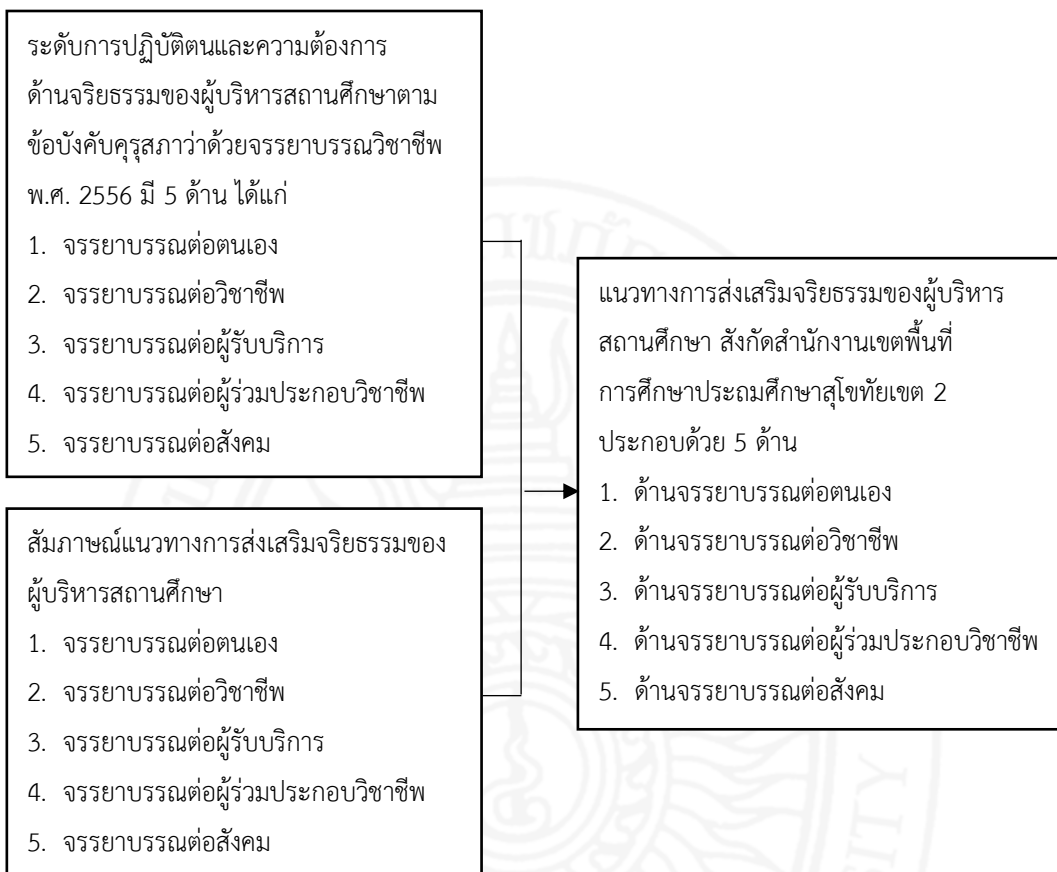 ระดับการปฏิบัติตนและความต้องการ
ด้านจริยธรรมของผู้บริหารสถานศึกษาตาม
ข้อบังคับคุรุสภาว่าด้วยจรรยาบรรณวิชาชีพ
พ.ศ. 2556 มี 5 ด้าน ได้แก่
1. จรรยาบรรณต่อตนเอง
2. จรรยาบรรณต่อวิชาชีพ
3. จรรยาบรรณต่อผู้รับบริการ
4. จรรยาบรรณต่อผู้ร่วมประกอบวิชาชีพ
5. จรรยาบรรณต่อสังคม
สัมภาษณ์แนวทางการส่งเสริมจริยธรรมของ
ผู้บริหารสถานศึกษา
1. จรรยาบรรณต่อตนเอง
2. จรรยาบรรณต่อวิชาชีพ
3. จรรยาบรรณต่อผู้รับบริการ
4. จรรยาบรรณต่อผู้ร่วมประกอบวิชาชีพ
5. จรรยาบรรณต่อสังคม
แนวทางการส่งเสริมจริยธรรมของผู้บริหาร
สถานศึกษา สังกัดสำนักงานเขตพื้นที่
การศึกษาประถมศึกษาสุโขทัยเขต 2
ประกอบด้วย 5 ด้าน
1. ด้านจรรยาบรรณต่อตนเอง
2. ด้านจรรยาบรรณต่อวิชาชีพ
3. ด้านจรรยาบรรณต่อผู้รับบริการ
4. ด้านจรรยาบรรณต่อผู้ร่วมประกอบวิชาชีพ
5. ด้านจรรยาบรรณต่อสังคม